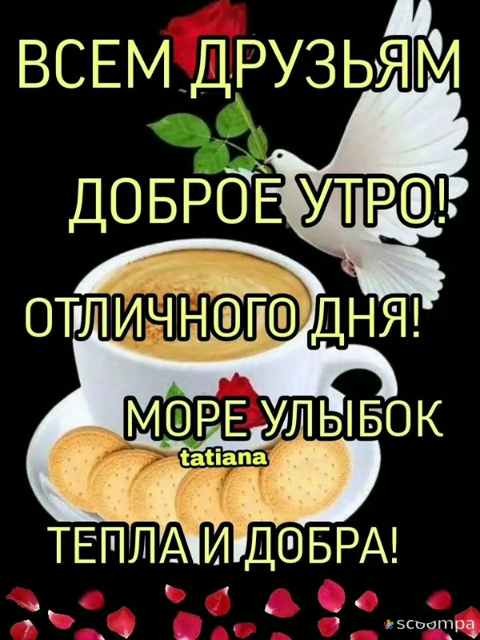 ВСЕМ ДРУЗЬЯМ
ДОБРОЕ УТРО!
ОТЛИЧНОГО ДНЯ!
МОРЕ УЛЫБОК
tatiana
ТЕПЛА И ДОБРА!
scoompa